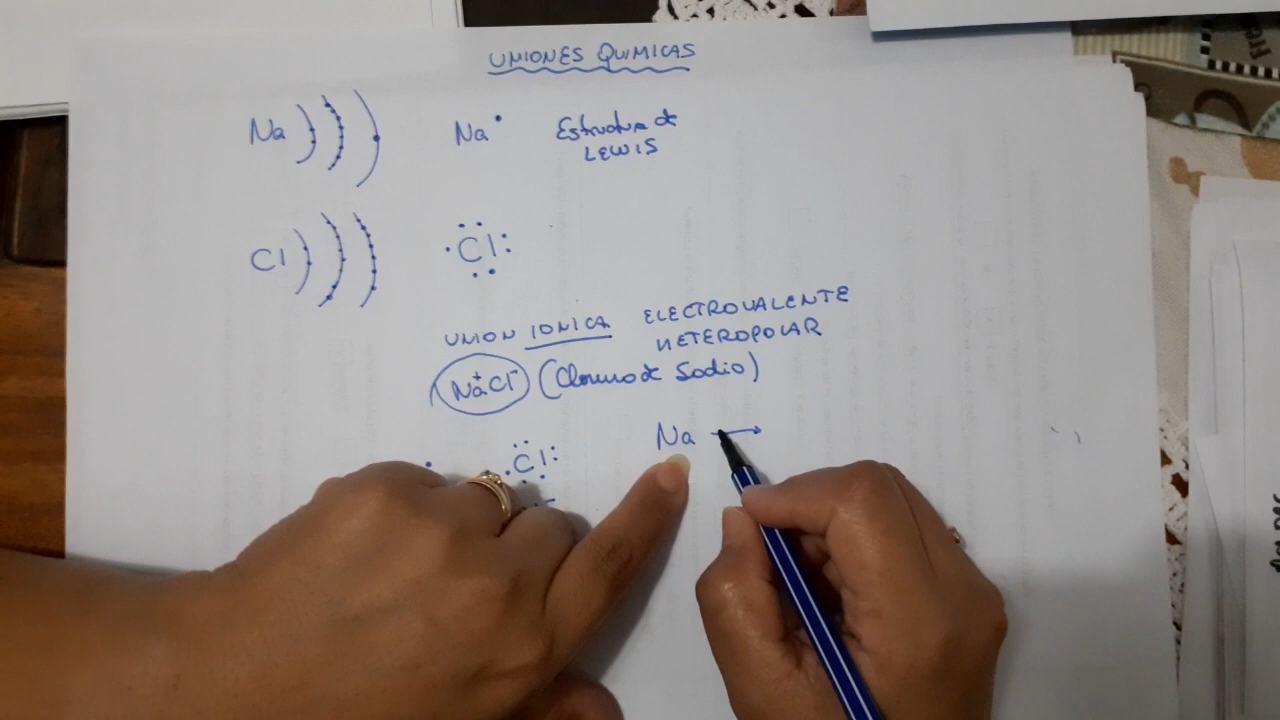 UNIONES QUIMICAS
Na
Na• Estructura de
LEWIS
Cl
Cl
UNION IONICA ELECTROVALENTE
HETEROPOLAR
Na⁺Cl⁻ (Cloruro de Sodio)
Cl
Na →